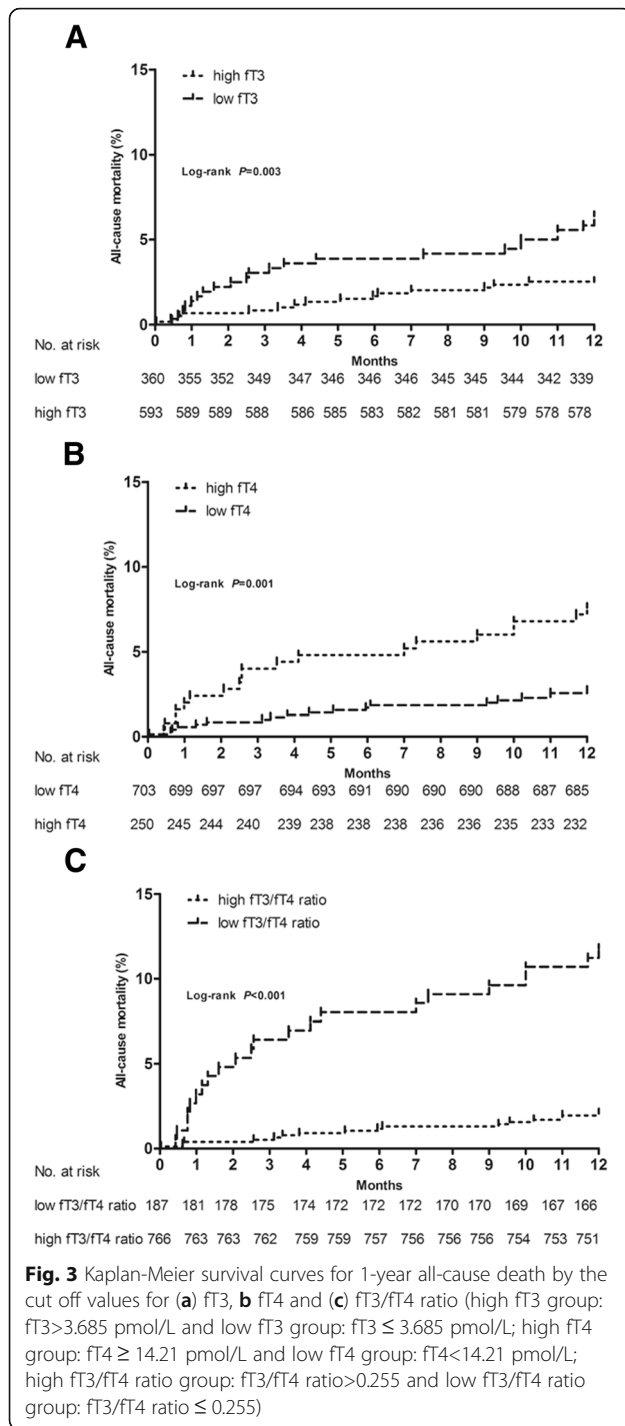 A
15
10
5
0
All-cause mortality (%)
high fT3
low fT3
Log-rank P=0.003
0 1 2 3 4 5 6 7 8 9 10 11 12
Months
No. at risk
low fT3 360 355 352 349 347 346 346 346 345 345 344 342 339
high fT3 593 589 589 588 586 585 583 582 581 581 579 578 578
B
15
10
5
0
All-cause mortality (%)
high fT4
low fT4
Log-rank P=0.001
0 1 2 3 4 5 6 7 8 9 10 11 12
Months
No. at risk
low fT4 703 699 697 697 694 693 691 690 690 690 688 687 685
high fT4 250 245 244 240 239 238 238 238 236 236 235 233 232
C
15
10
5
0
All-cause mortality (%)
high fT3/fT4 ratio
low fT3/fT4 ratio
Log-rank P<0.001
0 1 2 3 4 5 6 7 8 9 10 11 12
Months
No. at risk
low fT3/fT4 ratio 187 181 178 175 174 172 172 172 170 170 169 167 166
high fT3/fT4 ratio 766 763 763 762 759 759 757 756 756 756 754 753 751
Fig. 3 Kaplan-Meier survival curves for 1-year all-cause death by the
cut off values for (a) fT3, b fT4 and (c) fT3/fT4 ratio (high fT3 group:
fT3>3.685 pmol/L and low fT3 group: fT3 ≤ 3.685 pmol/L; high fT4
group: fT4 ≥ 14.21 pmol/L and low fT4 group: fT4<14.21 pmol/L;
high fT3/fT4 ratio group: fT3/fT4 ratio>0.255 and low fT3/fT4 ratio
group: fT3/fT4 ratio ≤ 0.255)